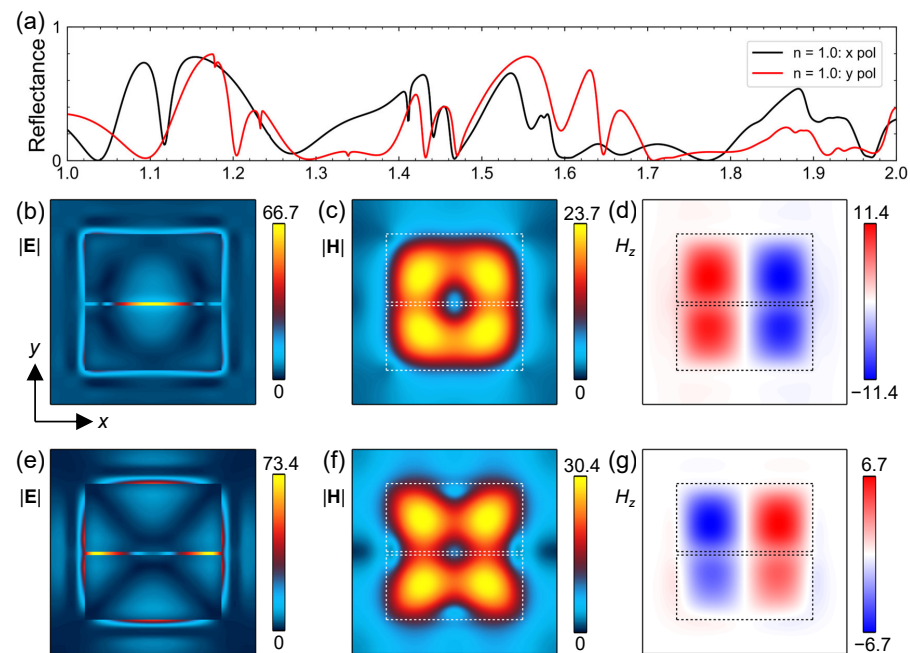 (a)
1
Reflectance
0
n = 1.0: x pol
n = 1.0: y pol
1.0 1.1 1.2 1.3 1.4 1.5 1.6 1.7 1.8 1.9 2.0
(b) 66.7 (c) 23.7 (d) 11.4
|E| |H| Hz
0 0 −11.4
y
x
(e) 73.4 (f) 30.4 (g) 6.7
|E| |H| Hz
0 0 −6.7